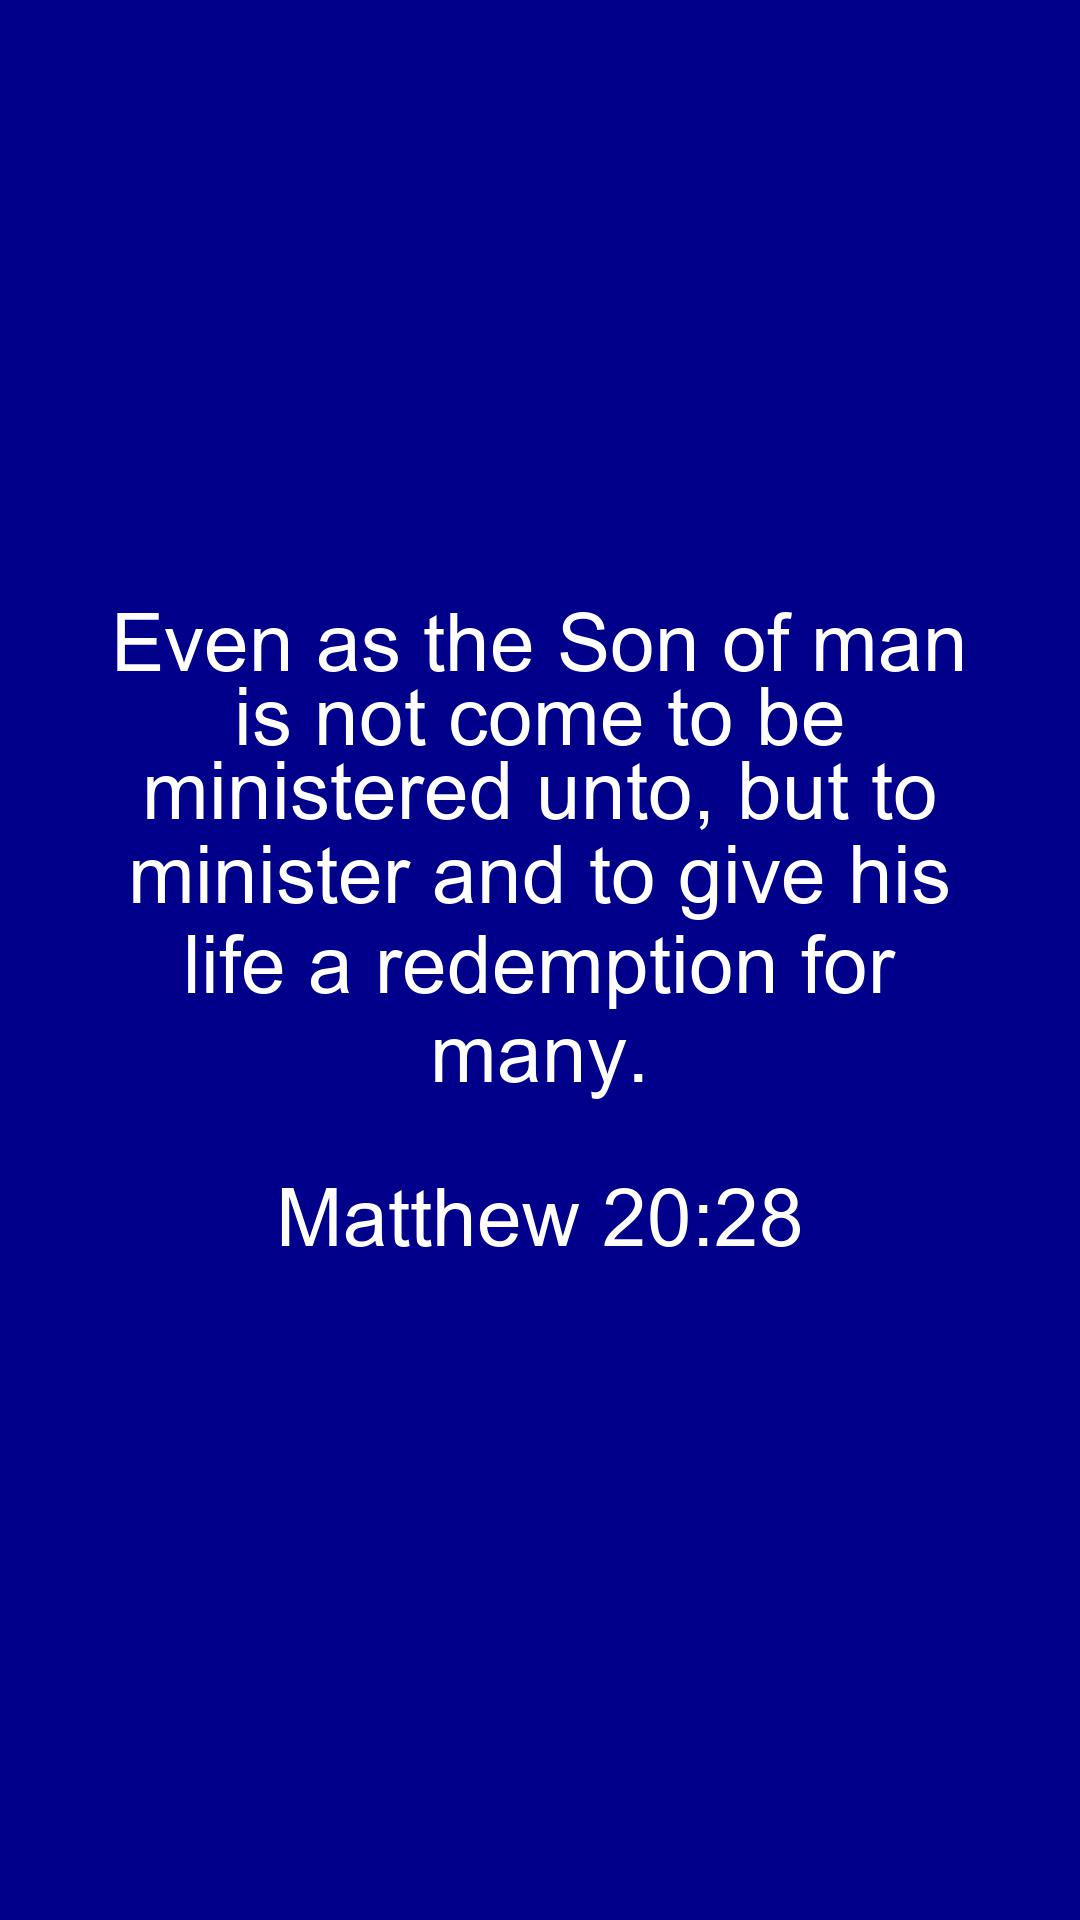 Even as the Son of man
is not come to be
ministered unto, but to
minister and to give his
life a redemption for
many.
Matthew 20:28